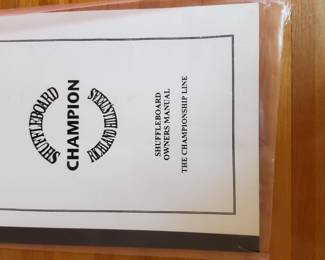 SHUFFLEBOARD
CHAMPION
SHUFFLEBOARD
OWNERS MANUAL
THE CHAMPIONSHIP LINE